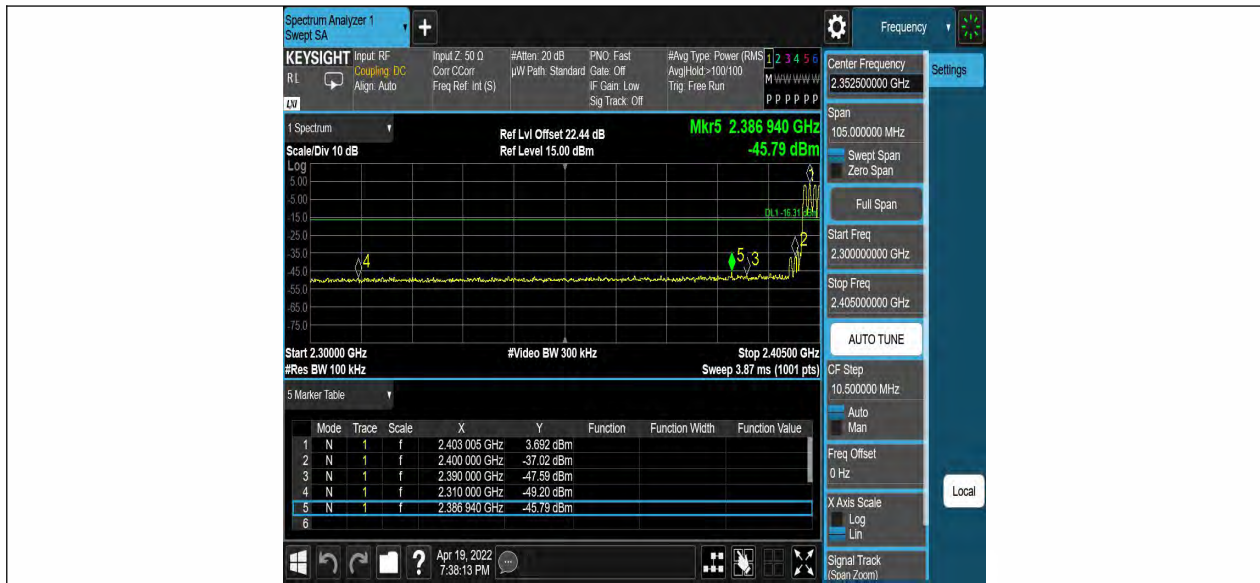 Spectrum Analyzer 1
Swept SA
+
Frequency
KEYSIGHT
RL
LXI
Input: RF
Coupling: DC
Align: Auto
Input Z: 50 Ω
Corr CCorr
Freq Ref: Int (S)
#Atten: 20 dB
µW Path: Standard
PNO: Fast
Gate: Off
IF Gain: Low
Sig Track: Off
#Avg Type: Power (RMS
Avg|Hold:>100/100
Trig: Free Run
1 2 3 4 5 6
M W W W W W
P P P P P P
1 Spectrum
Scale/Div 10 dB
Ref Lvl Offset 22.44 dB
Ref Level 15.00 dBm
Mkr5 2.386 940 GHz
-45.79 dBm
Log
5.00
-5.00
-15.0
-25.0
-35.0
-45.0
-55.0
-65.0
-75.0
DL1 -16.31
1
2
3
4
5
Start 2.30000 GHz
#Res BW 100 kHz
#Video BW 300 kHz
Stop 2.40500 GHz
Sweep 3.87 ms (1001 pts)
5 Marker Table
Mode Trace Scale X Y Function Function Width Function Value
1 N 1 f 2.403 005 GHz 3.692 dBm
2 N 1 f 2.400 000 GHz -37.02 dBm
3 N 1 f 2.390 000 GHz -47.59 dBm
4 N 1 f 2.310 000 GHz -49.20 dBm
5 N 1 f 2.386 940 GHz -45.79 dBm
6
?
Apr 19, 2022
7:38:13 PM
Center Frequency
2.352500000 GHz
Settings
Span
105.000000 MHz
Swept Span
Zero Span
Full Span
Start Freq
2.300000000 GHz
Stop Freq
2.405000000 GHz
AUTO TUNE
CF Step
10.500000 MHz
Auto
Man
Freq Offset
0 Hz
Local
X Axis Scale
Log
Lin
Signal Track
(Span Zoom)